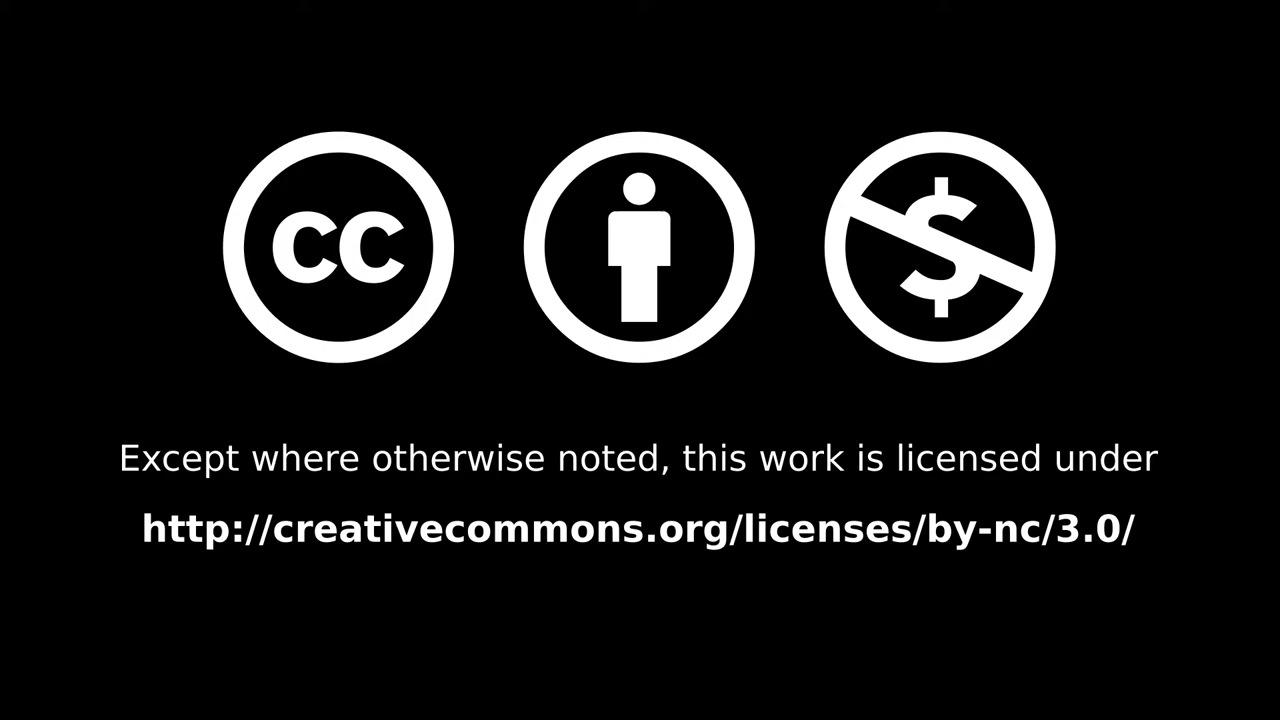 cc
$
Except where otherwise noted, this work is licensed under
http://creativecommons.org/licenses/by-nc/3.0/